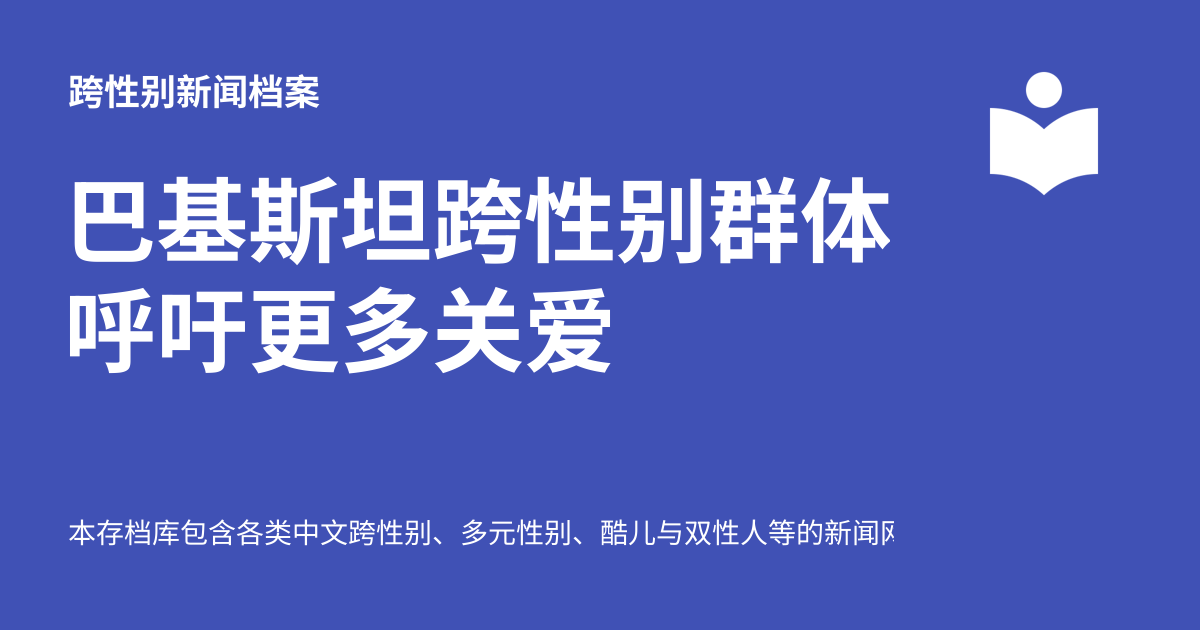 跨性别新闻档案
巴基斯坦跨性别群体
呼吁更多关爱
本存档库包含各类中文跨性别、多元性别、酷儿与双性人等的新闻网